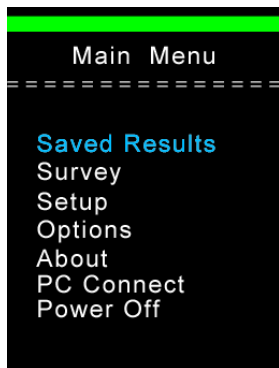 Main Menu
================
Saved Results
Survey
Setup
Options
About
PC Connect
Power Off